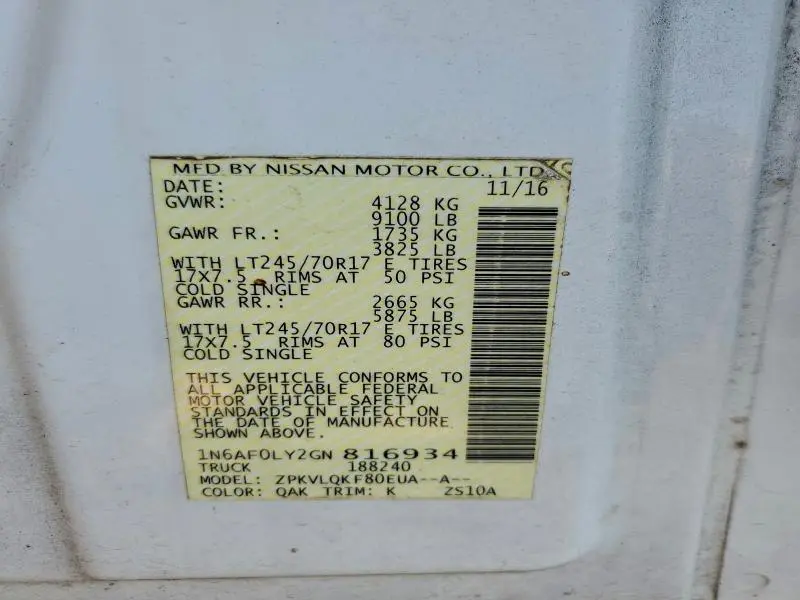 MFD BY NISSAN MOTOR CO., LTD.
DATE: 11/16
GVWR: 4128 KG
9100 LB
GAWR FR.: 1735 KG
3825 LB
WITH LT245/70R17 E TIRES
17X7.5 RIMS AT 50 PSI
COLD SINGLE
GAWR RR.: 2665 KG
5875 LB
WITH LT245/70R17 E TIRES
17X7.5 RIMS AT 80 PSI
COLD SINGLE
THIS VEHICLE CONFORMS TO
ALL APPLICABLE FEDERAL
MOTOR VEHICLE SAFETY
STANDARDS IN EFFECT ON
THE DATE OF MANUFACTURE
SHOWN ABOVE.
1N6AF0LY2GN 816934
TRUCK 188240
MODEL: ZPKVLQKF80EUA--A--
COLOR: QAK TRIM: K ZS10A